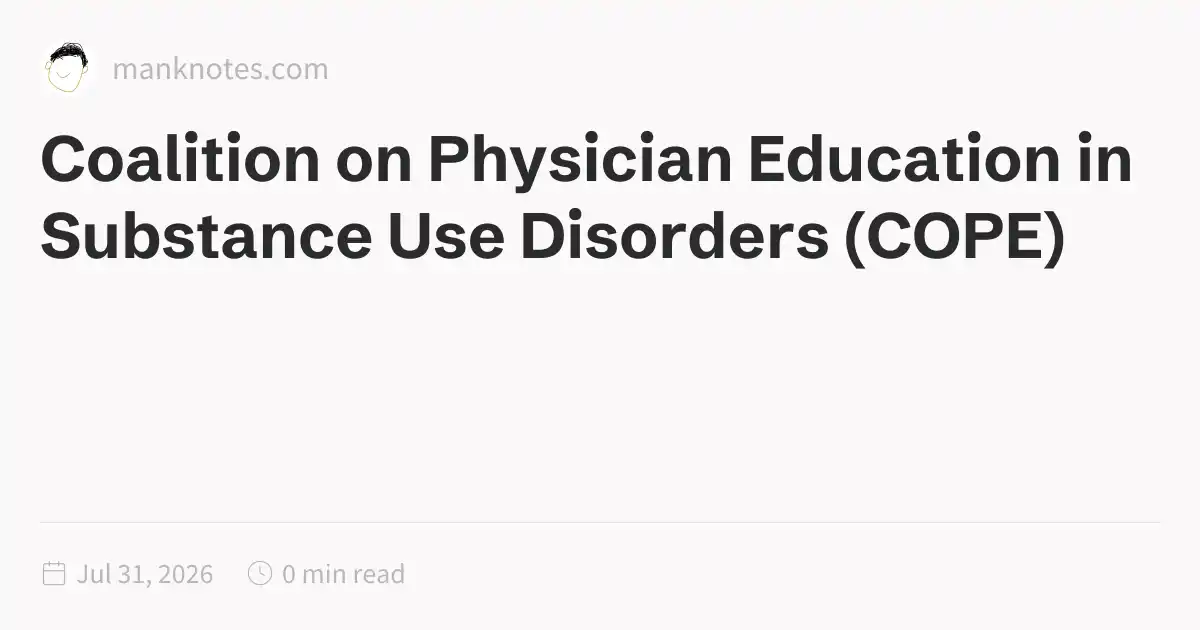 manknotes.com
Coalition on Physician Education in
Substance Use Disorders (COPE)
Jul 31, 2026
0 min read